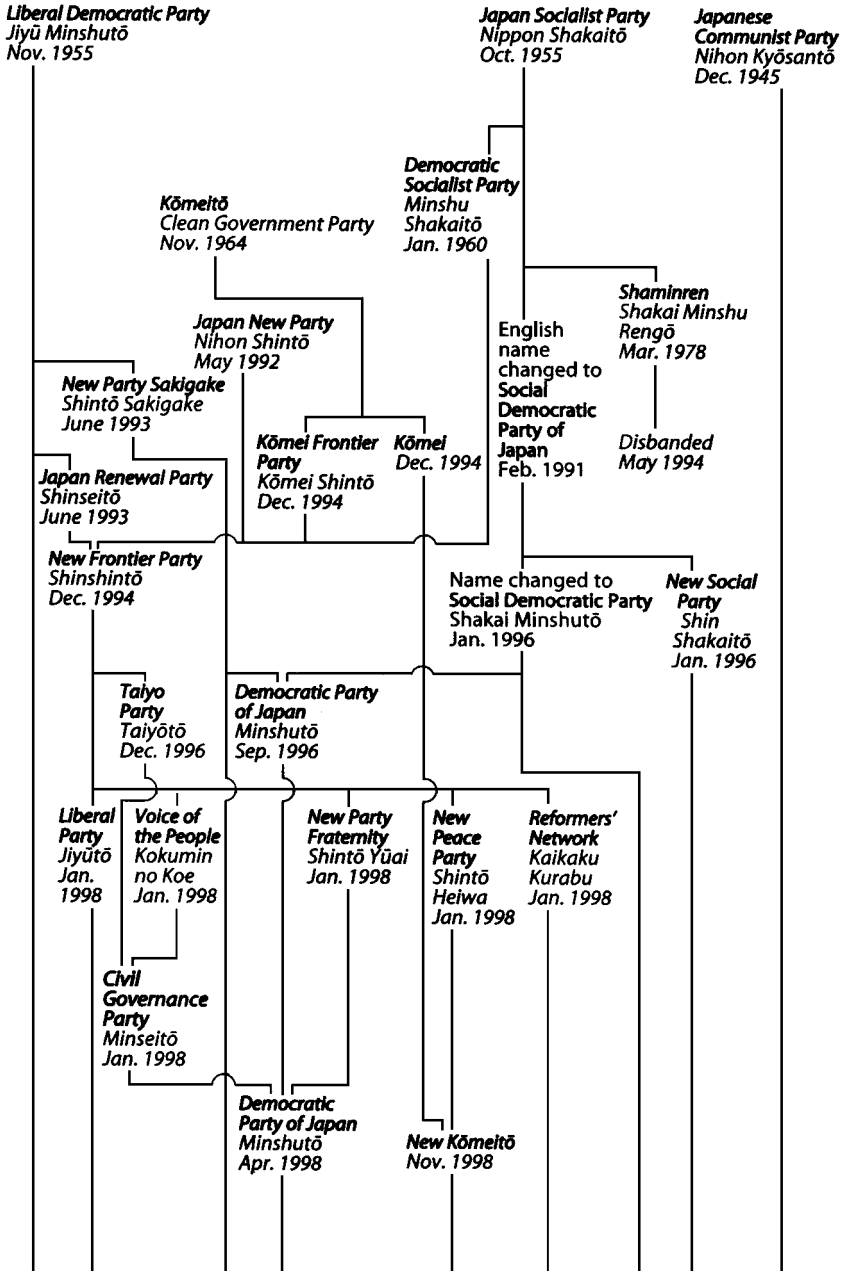 Liberal Democratic Party
Jiyū Minshutō
Nov. 1955
Japan Socialist Party
Nippon Shakaitō
Oct. 1955
Japanese
Communist Party
Nihon Kyōsantō
Dec. 1945
Democratic
Socialist Party
Minshu
Shakaitō
Jan. 1960
Kōmeitō
Clean Government Party
Nov. 1964
Shaminren
Shakai Minshu
Rengō
Mar. 1978
Japan New Party
Nihon Shintō
May 1992
English
name
changed to
Social
Democratic
Party of
Japan
Feb. 1991
New Party Sakigake
Shintō Sakigake
June 1993
Kōmei Frontier
Party
Kōmei Shintō
Dec. 1994
Kōmei
Dec. 1994
Disbanded
May 1994
Japan Renewal Party
Shinseitō
June 1993
New Frontier Party
Shinshintō
Dec. 1994
Name changed to
Social Democratic Party
Shakai Minshutō
Jan. 1996
New Social
Party
Shin
Shakaitō
Jan. 1996
Taiyo
Party
Taiyōtō
Dec. 1996
Democratic Party
of Japan
Minshutō
Sep. 1996
Liberal
Party
Jiyūtō
Jan.
1998
Voice of
the People
Kokumin
no Koe
Jan. 1998
New Party
Fraternity
Shintō Yūai
Jan. 1998
New
Peace
Party
Shintō
Heiwa
Jan. 1998
Reformers'
Network
Kaikaku
Kurabu
Jan. 1998
Civil
Governance
Party
Minseitō
Jan. 1998
Democratic
Party of Japan
Minshutō
Apr. 1998
New Kōmeitō
Nov. 1998